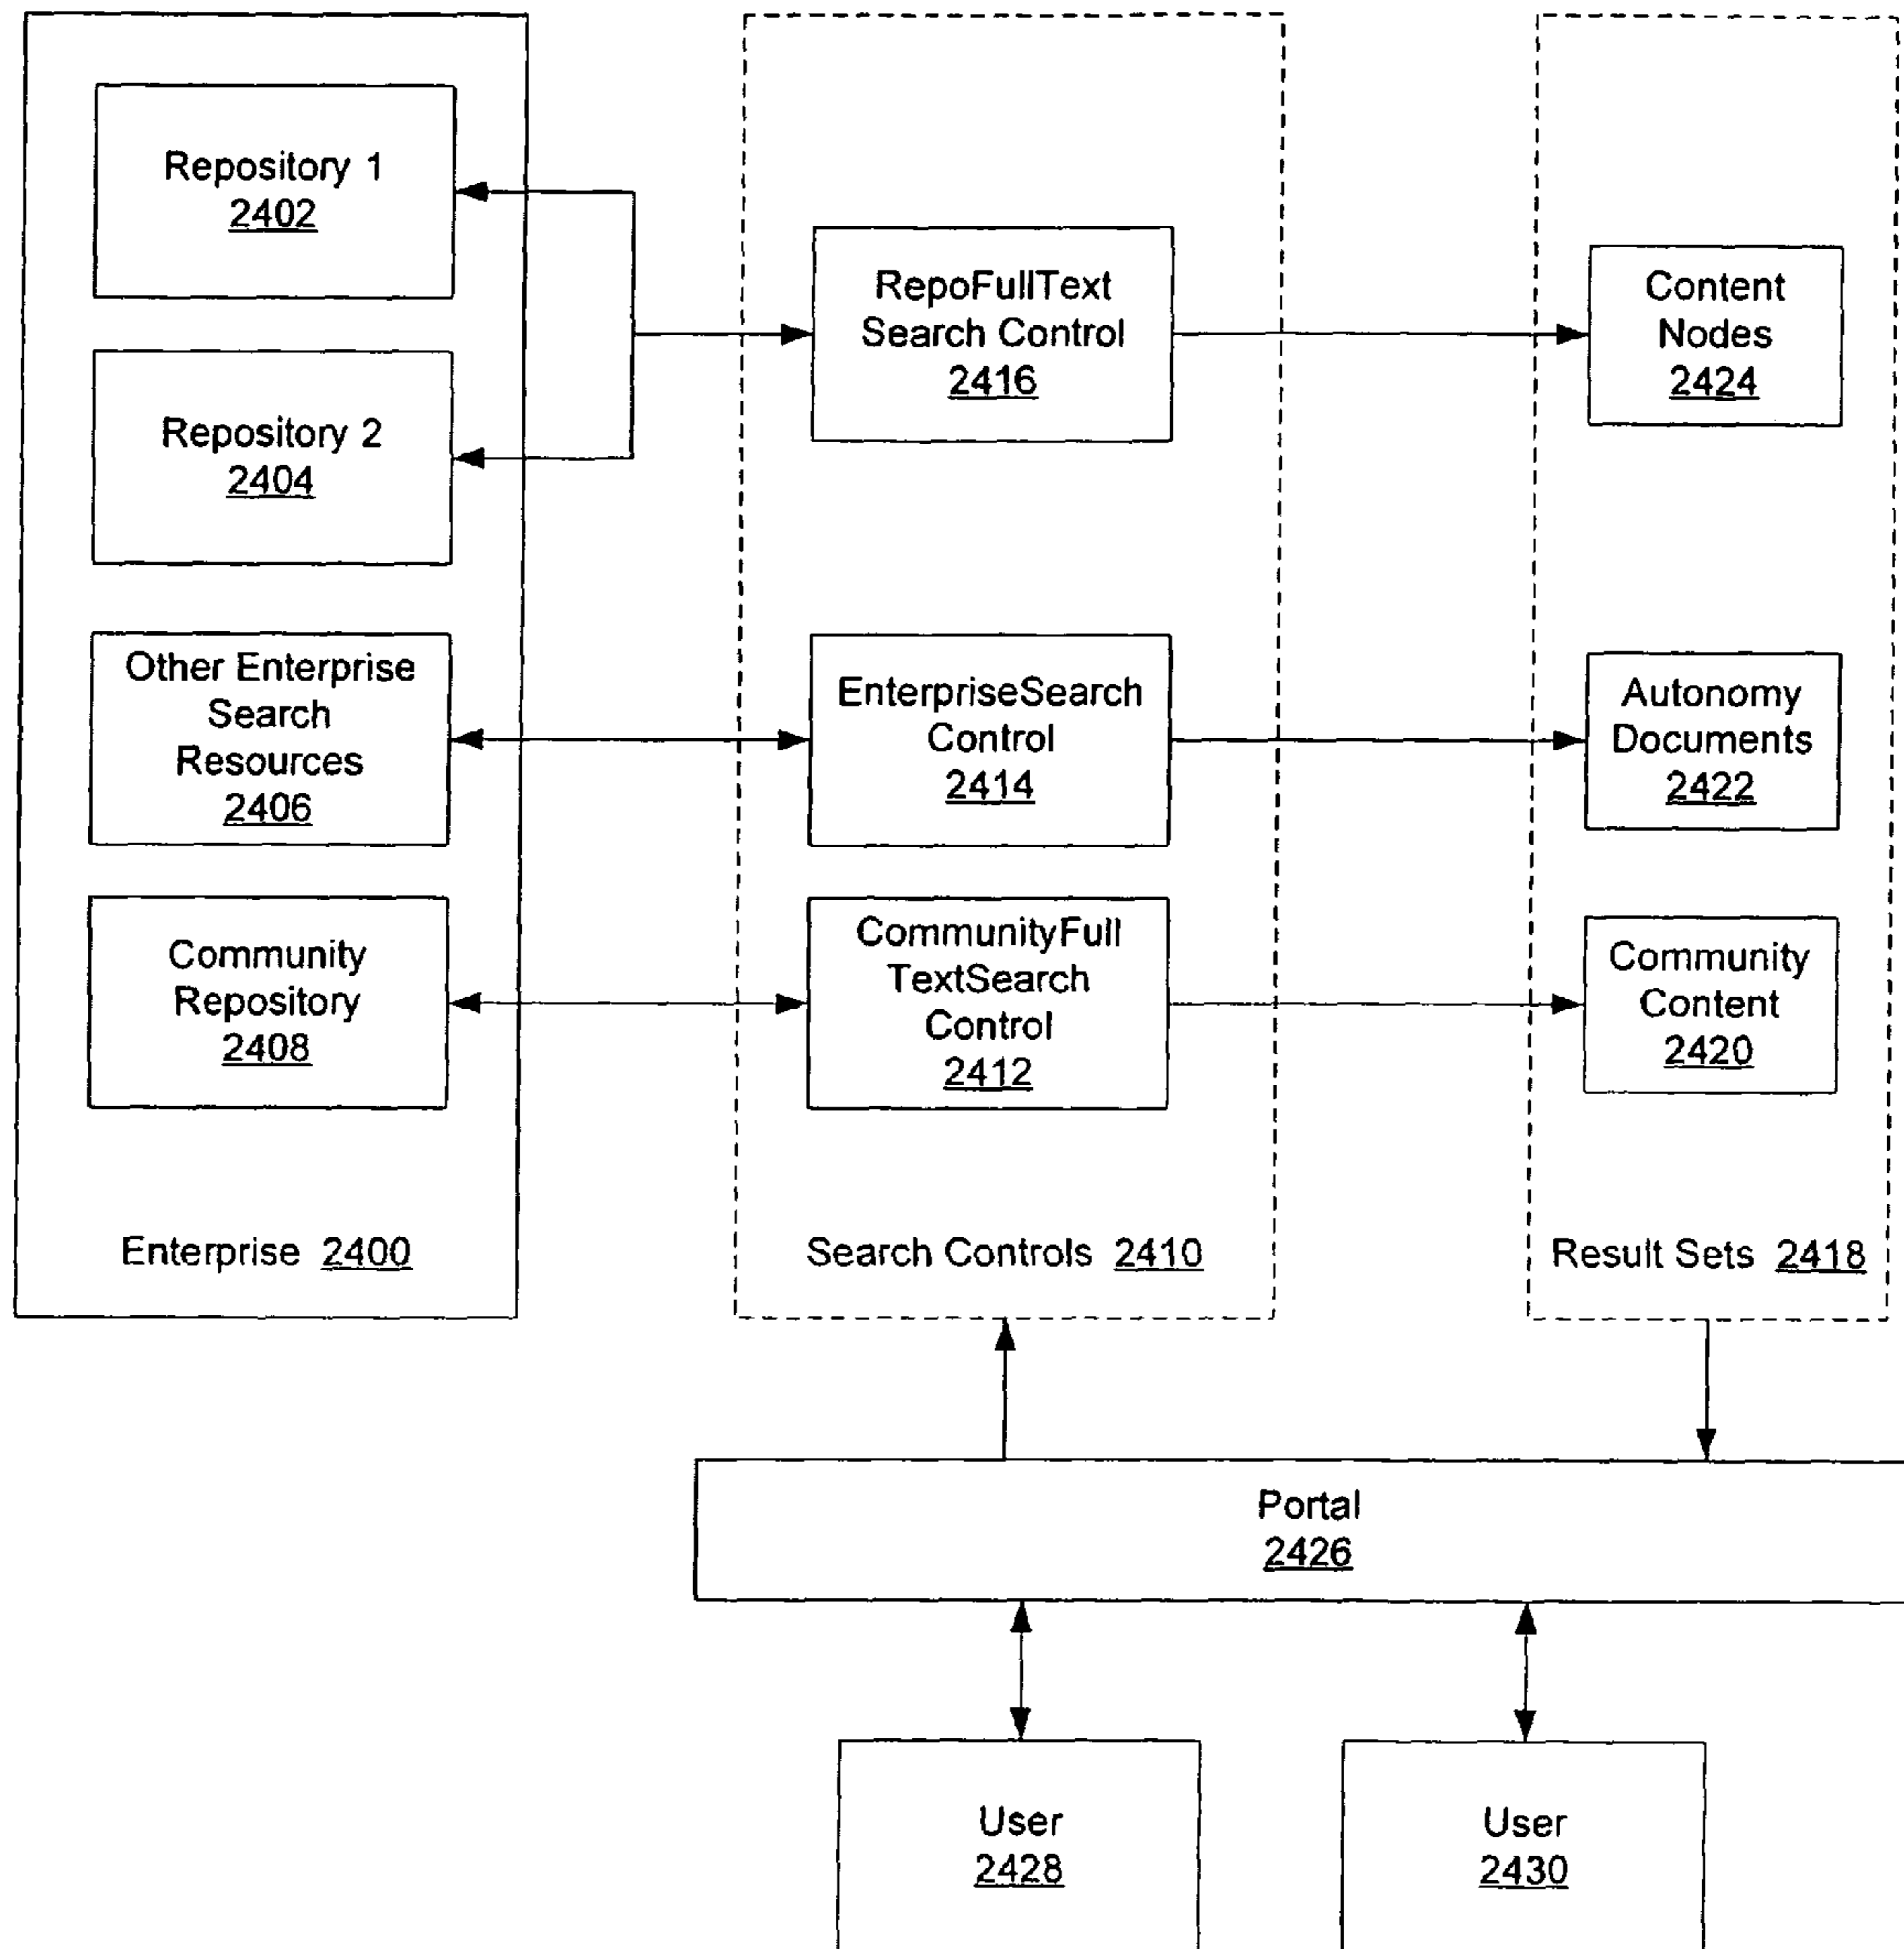 Repository 1
2402
Repository 2
2404
Other Enterprise
Search
Resources
2406
Community
Repository
2408
Enterprise 2400
RepoFullText
Search Control
2416
EnterpriseSearch
Control
2414
CommunityFull
TextSearch
Control
2412
Search Controls 2410
Content
Nodes
2424
Autonomy
Documents
2422
Community
Content
2420
Result Sets 2418
Portal
2426
User
2428
User
2430